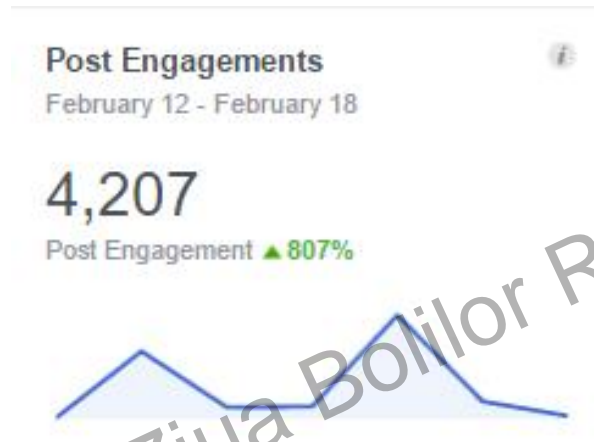 Post Engagements
February 12 - February 18
4,207
Post Engagement ▲ 807%
Ziua Bolilor R